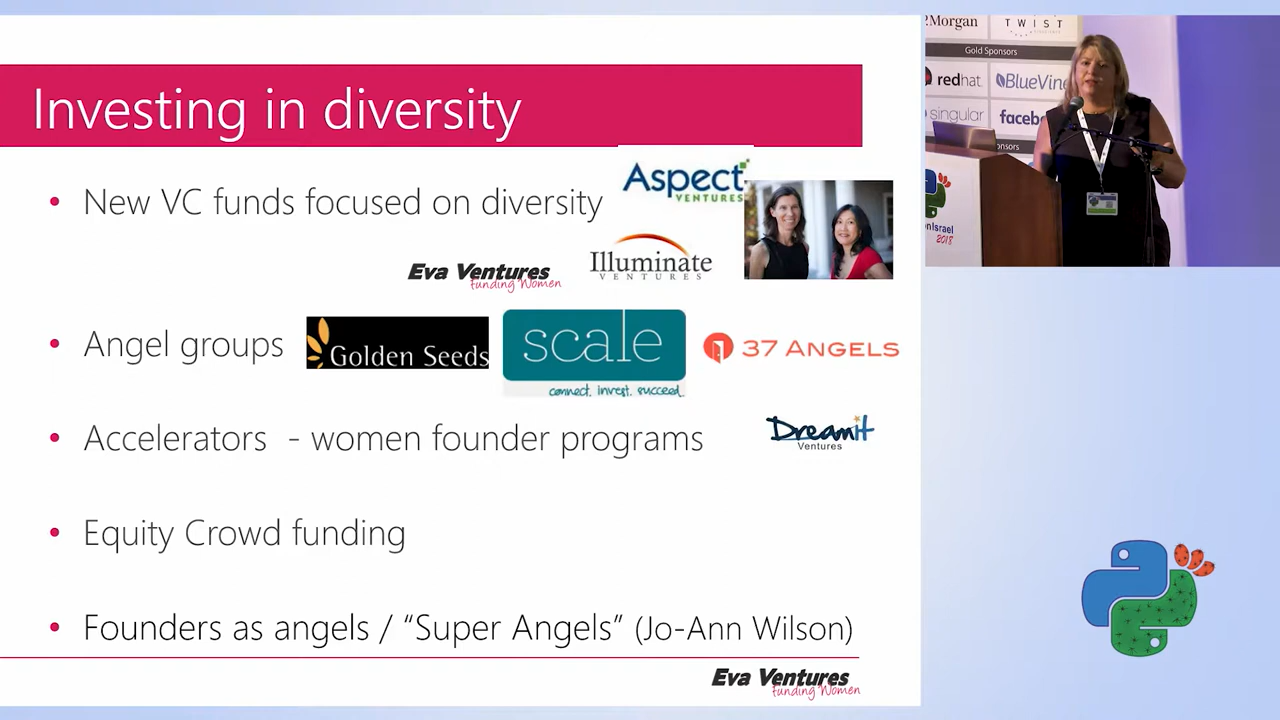 Investing in diversity
• New VC funds focused on diversity
Aspect
VENTURES
Eva Ventures
funding Women
Illuminate
VENTURES
• Angel groups
Golden Seeds
scale
connect. invest. succeed.
37 ANGELS
• Accelerators - women founder programs
Dreamit
Ventures
• Equity Crowd funding
• Founders as angels / “Super Angels” (Jo-Ann Wilson)
Eva Ventures
funding Women
Morgan
TWIST
Gold Sponsors
redhat
BlueVine
singular
faceb
onsors
Israel
2018